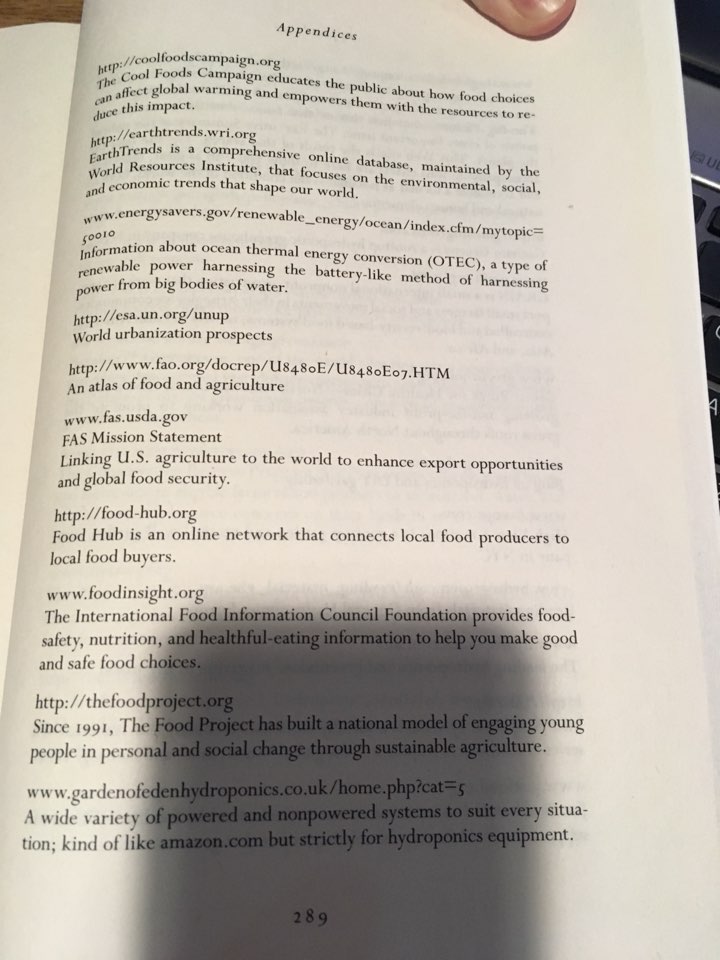 Appendices
http://coolfoodscampaign.org
The Cool Foods Campaign educates the public about how food choices
can affect global warming and empowers them with the resources to re-
duce this impact.
http://earthtrends.wri.org
EarthTrends is a comprehensive online database, maintained by the
World Resources Institute, that focuses on the environmental, social,
and economic trends that shape our world.
www.energysavers.gov/renewable_energy/ocean/index.cfm/mytopic=
50010
Information about ocean thermal energy conversion (OTEC), a type of
renewable power harnessing the battery-like method of harnessing
power from big bodies of water.
http://esa.un.org/unup
World urbanization prospects
http://www.fao.org/docrep/U8480E/U8480E07.HTM
An atlas of food and agriculture
www.fas.usda.gov
FAS Mission Statement
Linking U.S. agriculture to the world to enhance export opportunities
and global food security.
http://food-hub.org
Food Hub is an online network that connects local food producers to
local food buyers.
www.foodinsight.org
The International Food Information Council Foundation provides food-
safety, nutrition, and healthful-eating information to help you make good
and safe food choices.
http://thefoodproject.org
Since 1991, The Food Project has built a national model of engaging young
people in personal and social change through sustainable agriculture.
www.gardenofedenhydroponics.co.uk/home.php?cat=5
A wide variety of powered and nonpowered systems to suit every situa-
tion; kind of like amazon.com but strictly for hydroponics equipment.
289